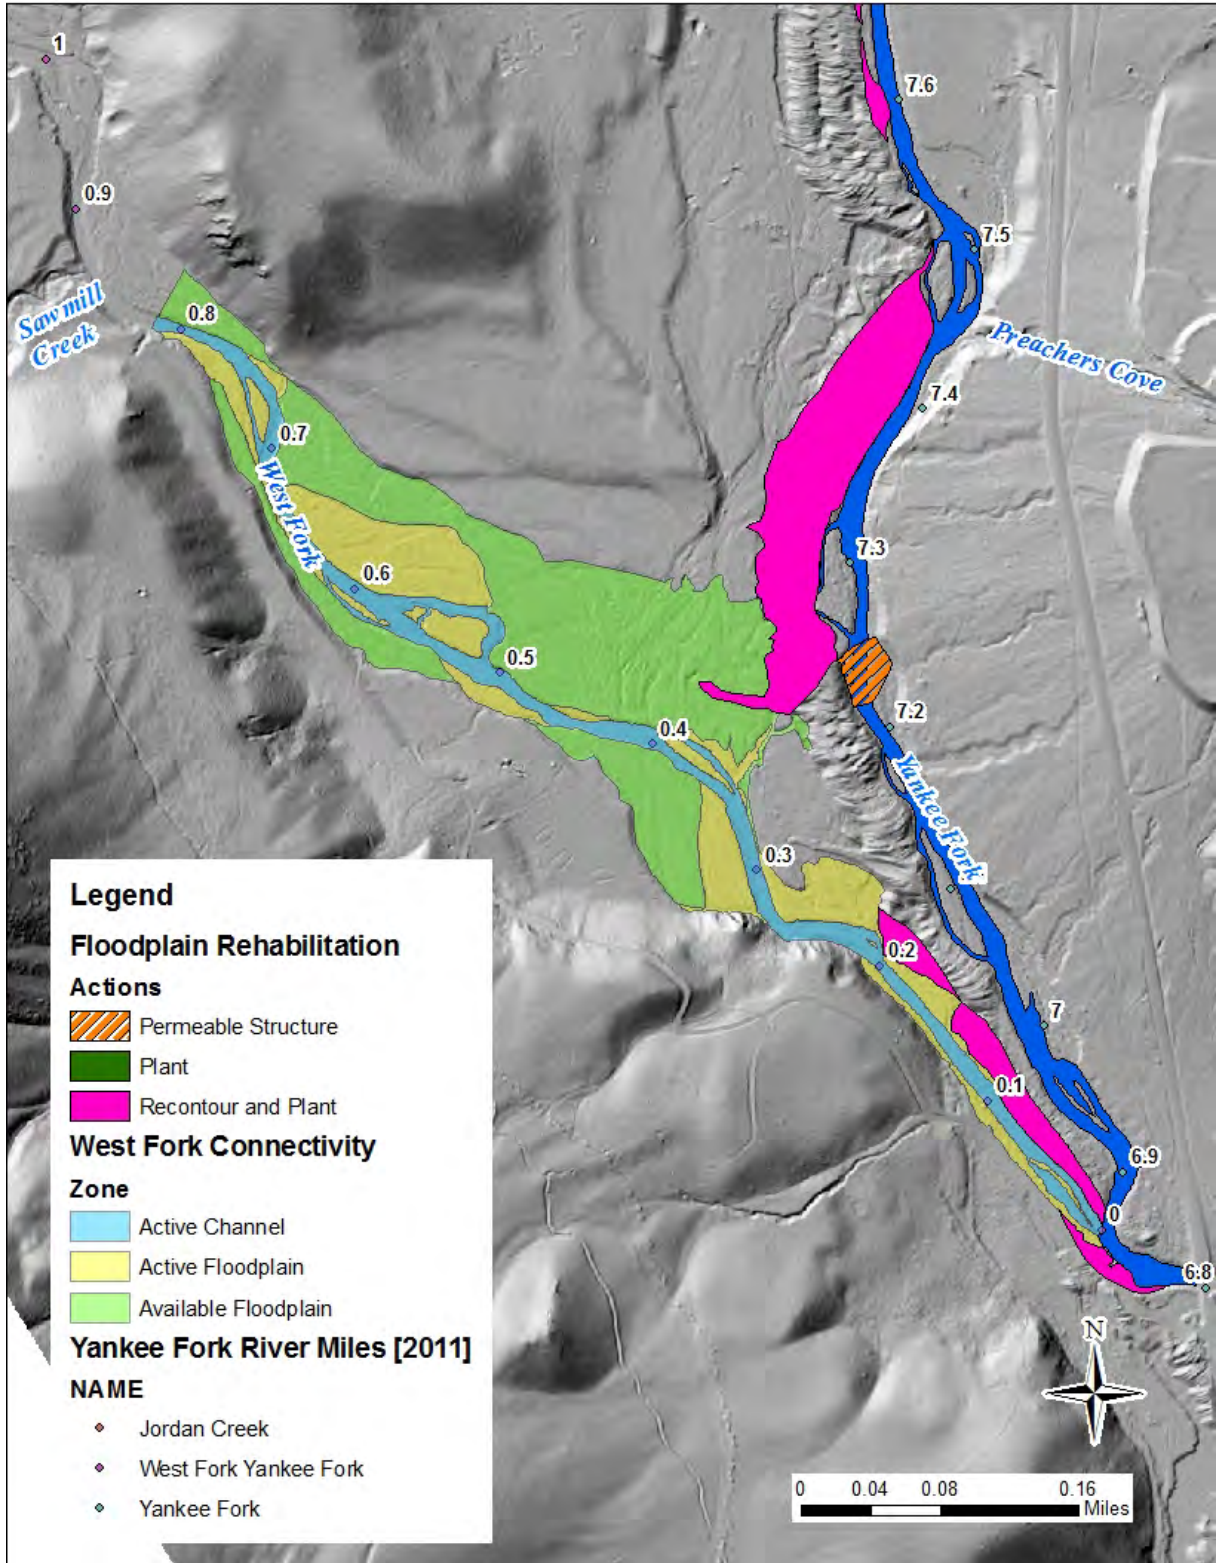 1
7.6
0.9
7.5
Sawmill
Creek
0.8
Preachers Cove
7.4
0.7
West Fork
7.3
0.6
0.5
7.2
0.4
Yankee Fork
0.3
0.2
7
0.1
6.9
0
6.8
N
Legend
Floodplain Rehabilitation
Actions
Permeable Structure
Plant
Recontour and Plant
West Fork Connectivity
Zone
Active Channel
Active Floodplain
Available Floodplain
Yankee Fork River Miles [2011]
NAME
Jordan Creek
West Fork Yankee Fork
Yankee Fork
0 0.04 0.08 0.16
Miles